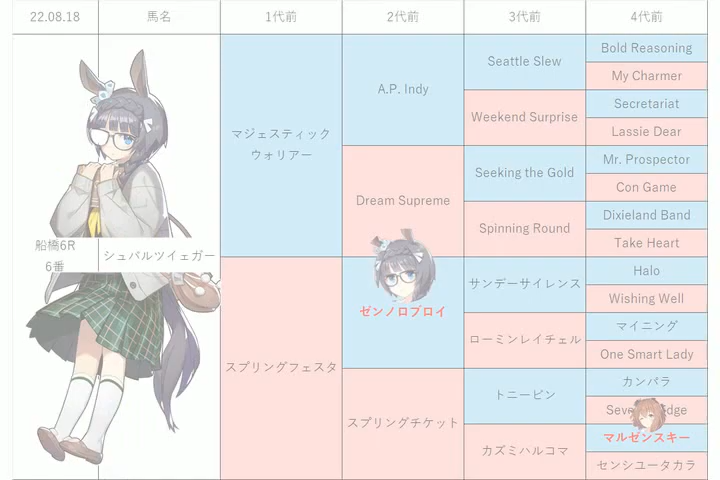 22.08.18
馬名
1代前
2代前
3代前
4代前
船橋6R
6番
シュバルツイェガー
マジェスティック
ウォリアー
スプリングフェスタ
A.P. Indy
Dream Supreme
ゼンノロブロイ
スプリングチケット
Seattle Slew
Weekend Surprise
Seeking the Gold
Spinning Round
サンデーサイレンス
ローミンレイチェル
トニービン
カズミハルコマ
Bold Reasoning
My Charmer
Secretariat
Lassie Dear
Mr. Prospector
Con Game
Dixieland Band
Take Heart
Halo
Wishing Well
マイニング
One Smart Lady
カンパラ
マルゼンスキー
センシユータカラ